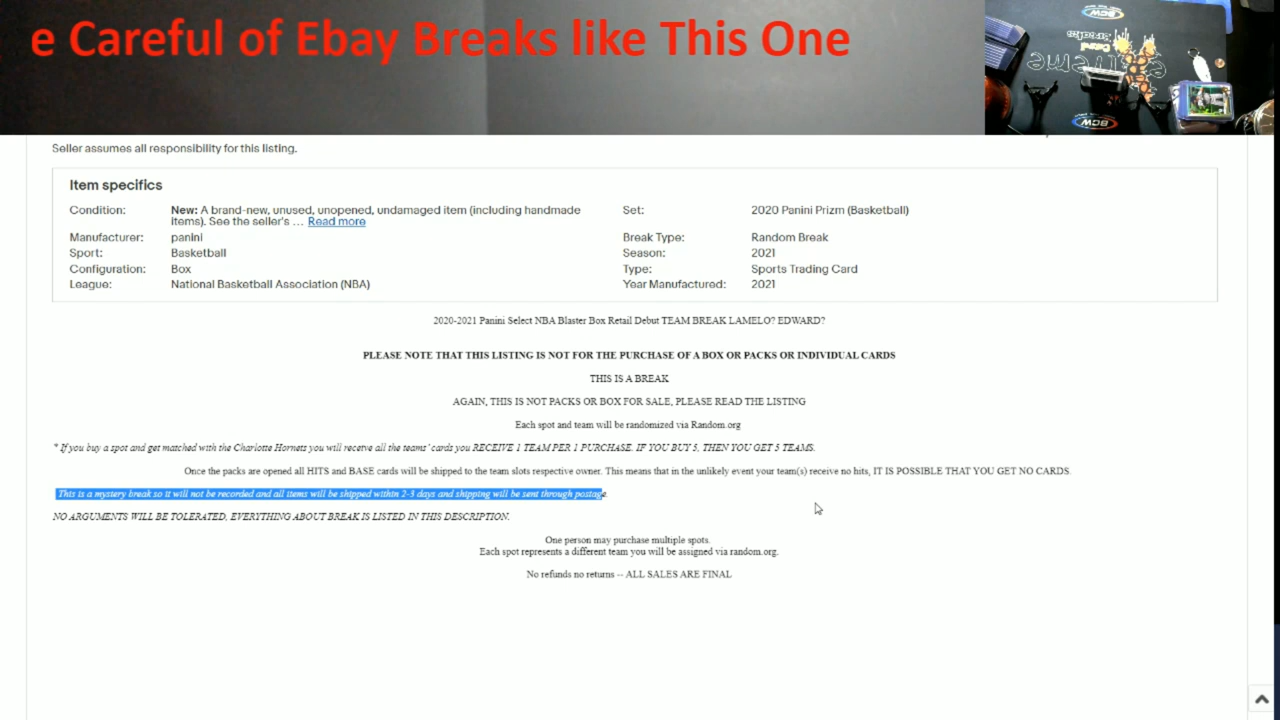 e Careful of Ebay Breaks like This One
BCW
Card
Breaks
extreme
BCW
Seller assumes all responsibility for this listing.
Item specifics
Condition: New: A brand-new, unused, unopened, undamaged item (including handmade
items). See the seller's ... Read more
Set: 2020 Panini Prizm (Basketball)
Manufacturer: panini
Break Type: Random Break
Sport: Basketball
Season: 2021
Configuration: Box
Type: Sports Trading Card
League: National Basketball Association (NBA)
Year Manufactured: 2021
2020-2021 Panini Select NBA Blaster Box Retail Debut TEAM BREAK LAMELO? EDWARD?
PLEASE NOTE THAT THIS LISTING IS NOT FOR THE PURCHASE OF A BOX OR PACKS OR INDIVIDUAL CARDS
THIS IS A BREAK
AGAIN, THIS IS NOT PACKS OR BOX FOR SALE, PLEASE READ THE LISTING
Each spot and team will be randomized via Random.org
* If you buy a spot and get matched with the Charlotte Hornets you will receive all the teams' cards you RECEIVE 1 TEAM PER 1 PURCHASE. IF YOU BUY 5, THEN YOU GET 5 TEAMS.
Once the packs are opened all HITS and BASE cards will be shipped to the team slots respective owner. This means that in the unlikely event your team(s) receive no hits, IT IS POSSIBLE THAT YOU GET NO CARDS.
This is a mystery break so it will not be recorded and all items will be shipped within 2-3 days and shipping will be sent through postage.
NO ARGUMENTS WILL BE TOLERATED, EVERYTHING ABOUT BREAK IS LISTED IN THIS DESCRIPTION.
One person may purchase multiple spots.
Each spot represents a different team you will be assigned via random.org.
No refunds no returns -- ALL SALES ARE FINAL